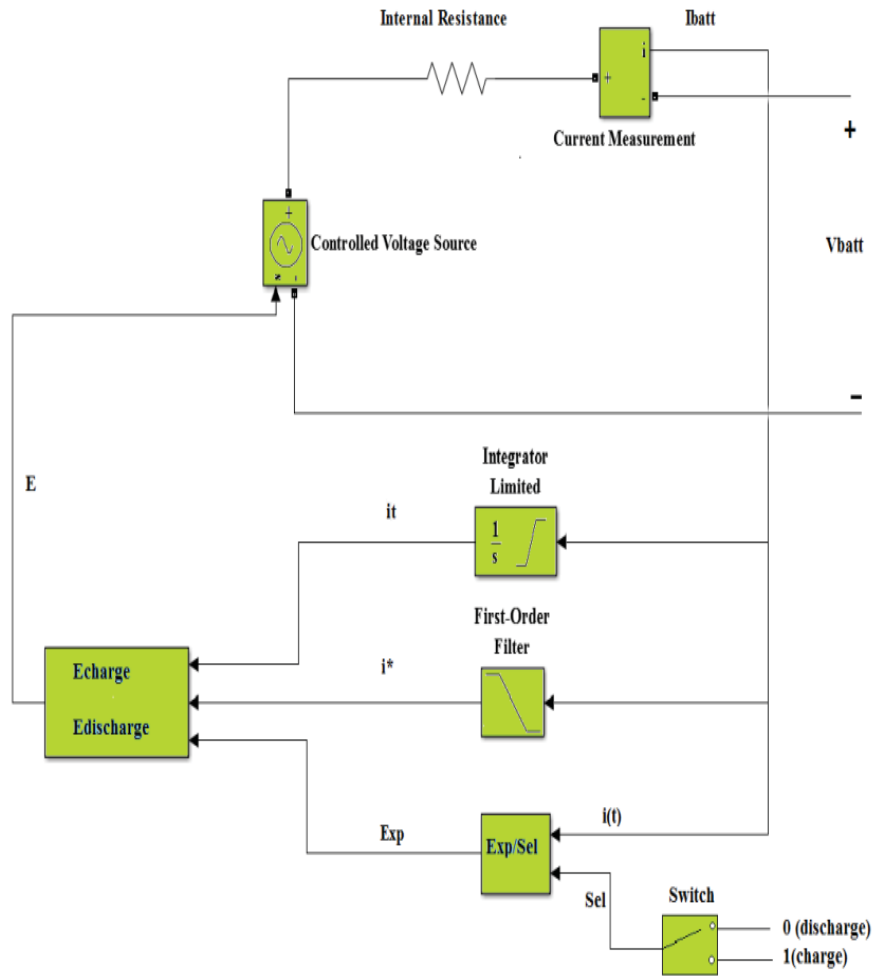 Internal Resistance
Ibatt
i
+
-
Current Measurement
+
+
Controlled Voltage Source
Vbatt
s -
-
Integrator
Limited
E
it
1
s
First-Order
Filter
i*
Echarge
Edischarge
i(t)
Exp
Exp/Sel
Sel
Switch
0 (discharge)
1(charge)